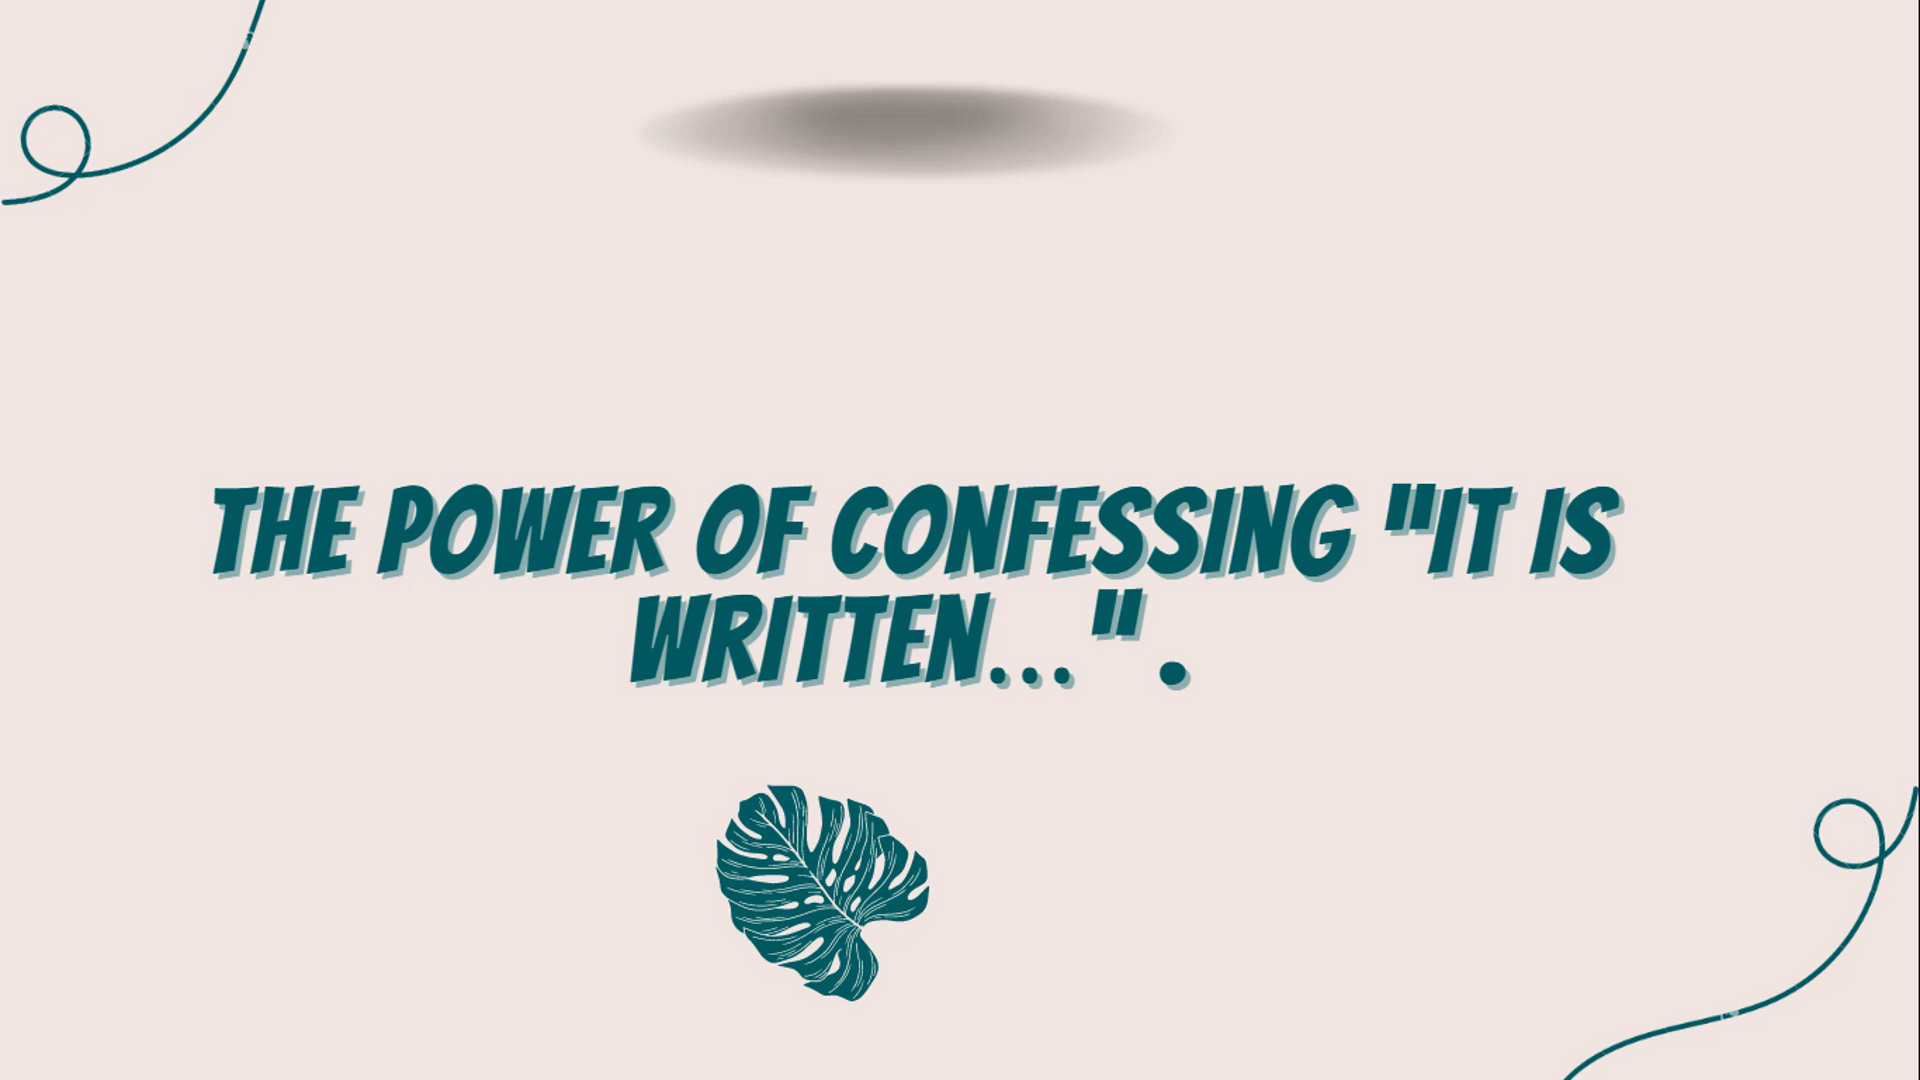 THE POWER OF CONFESSING "IT IS
WRITTEN..." .